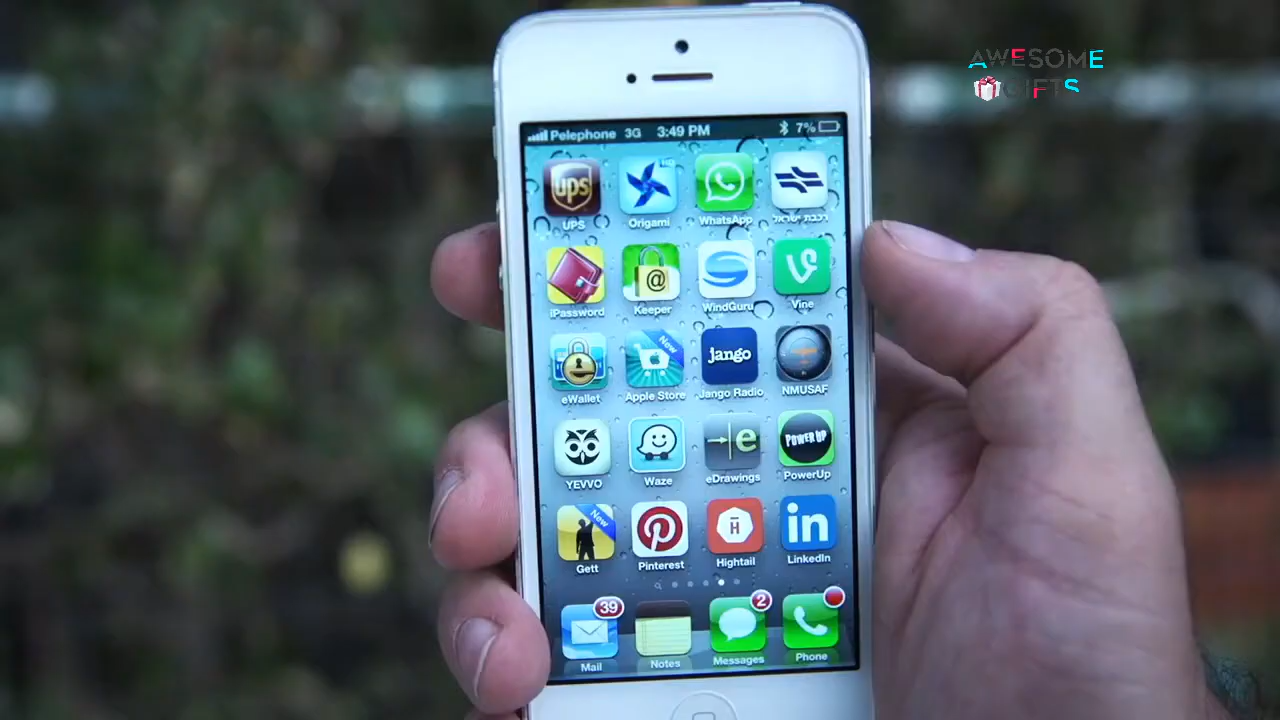 AWESOME
GIFTS
Pelephone 3G 3:49 PM 7%
ups
UPS Origami WhatsApp רכבת ישראל
@
iPassword Keeper WindGuru Vine
New jango
eWallet Apple Store Jango Radio NMUSAF
e POWER UP
YEVVO Waze eDrawings PowerUp
New H in
Gett Pinterest Hightail LinkedIn
39 2
Mail Notes Messages Phone